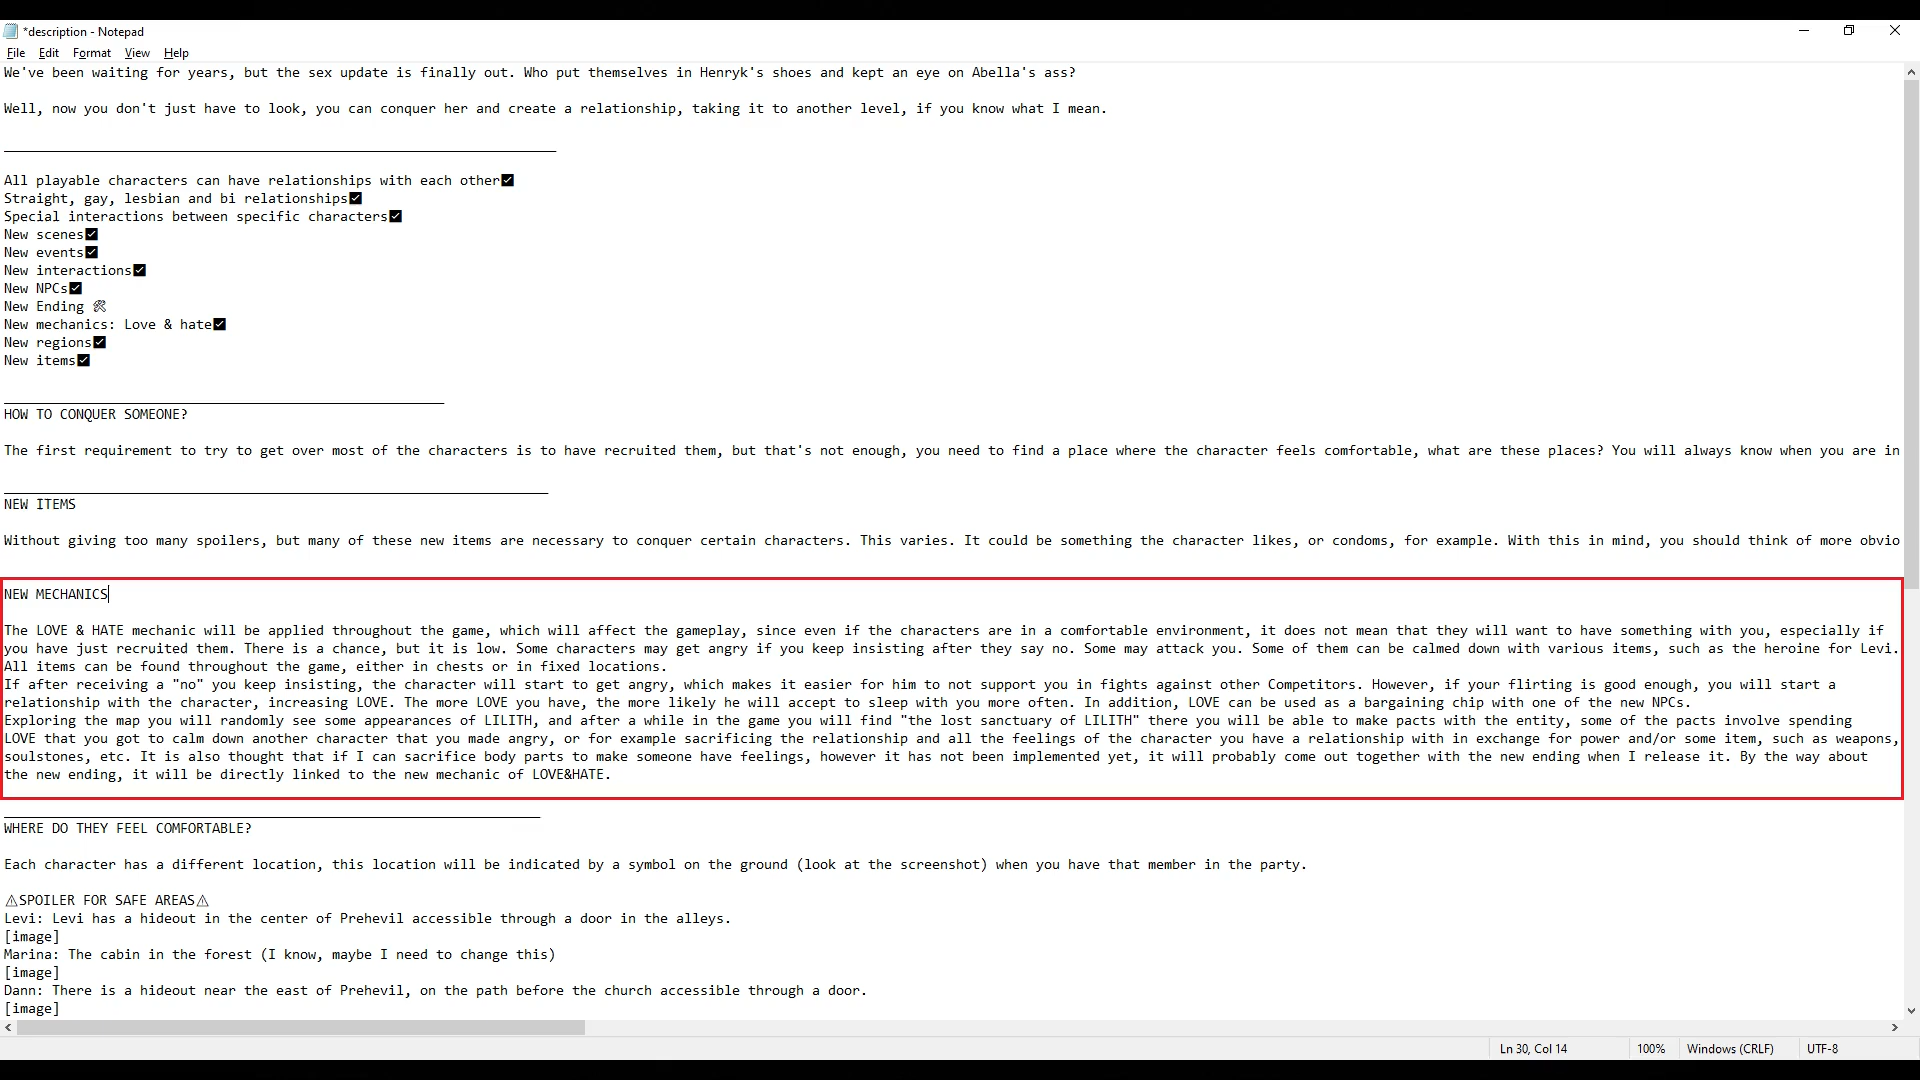 *description - Notepad
File Edit Format View Help
We've been waiting for years, but the sex update is finally out. Who put themselves in Henryk's shoes and kept an eye on Abella's ass?
Well, now you don't just have to look, you can conquer her and create a relationship, taking it to another level, if you know what I mean.
All playable characters can have relationships with each other☑
Straight, gay, lesbian and bi relationships☑
Special interactions between specific characters☑
New scenes☑
New events☑
New interactions☑
New NPCs☑
New Ending 🛠
New mechanics: Love & hate☑
New regions☑
New items☑
HOW TO CONQUER SOMEONE?
The first requirement to try to get over most of the characters is to have recruited them, but that's not enough, you need to find a place where the character feels comfortable, what are these places? You will always know when you are in
NEW ITEMS
Without giving too many spoilers, but many of these new items are necessary to conquer certain characters. This varies. It could be something the character likes, or condoms, for example. With this in mind, you should think of more obvio
NEW MECHANICS
The LOVE & HATE mechanic will be applied throughout the game, which will affect the gameplay, since even if the characters are in a comfortable environment, it does not mean that they will want to have something with you, especially if
you have just recruited them. There is a chance, but it is low. Some characters may get angry if you keep insisting after they say no. Some may attack you. Some of them can be calmed down with various items, such as the heroine for Levi.
All items can be found throughout the game, either in chests or in fixed locations.
If after receiving a "no" you keep insisting, the character will start to get angry, which makes it easier for him to not support you in fights against other Competitors. However, if your flirting is good enough, you will start a
relationship with the character, increasing LOVE. The more LOVE you have, the more likely he will accept to sleep with you more often. In addition, LOVE can be used as a bargaining chip with one of the new NPCs.
Exploring the map you will randomly see some appearances of LILITH, and after a while in the game you will find "the lost sanctuary of LILITH" there you will be able to make pacts with the entity, some of the pacts involve spending
LOVE that you got to calm down another character that you made angry, or for example sacrificing the relationship and all the feelings of the character you have a relationship with in exchange for power and/or some item, such as weapons,
soulstones, etc. It is also thought that if I can sacrifice body parts to make someone have feelings, however it has not been implemented yet, it will probably come out together with the new ending when I release it. By the way about
the new ending, it will be directly linked to the new mechanic of LOVE&HATE.
WHERE DO THEY FEEL COMFORTABLE?
Each character has a different location, this location will be indicated by a symbol on the ground (look at the screenshot) when you have that member in the party.
⚠SPOILER FOR SAFE AREAS⚠
Levi: Levi has a hideout in the center of Prehevil accessible through a door in the alleys.
[image]
Marina: The cabin in the forest (I know, maybe I need to change this)
[image]
Dann: There is a hideout near the east of Prehevil, on the path before the church accessible through a door.
[image]
Ln 30, Col 14 100% Windows (CRLF) UTF-8